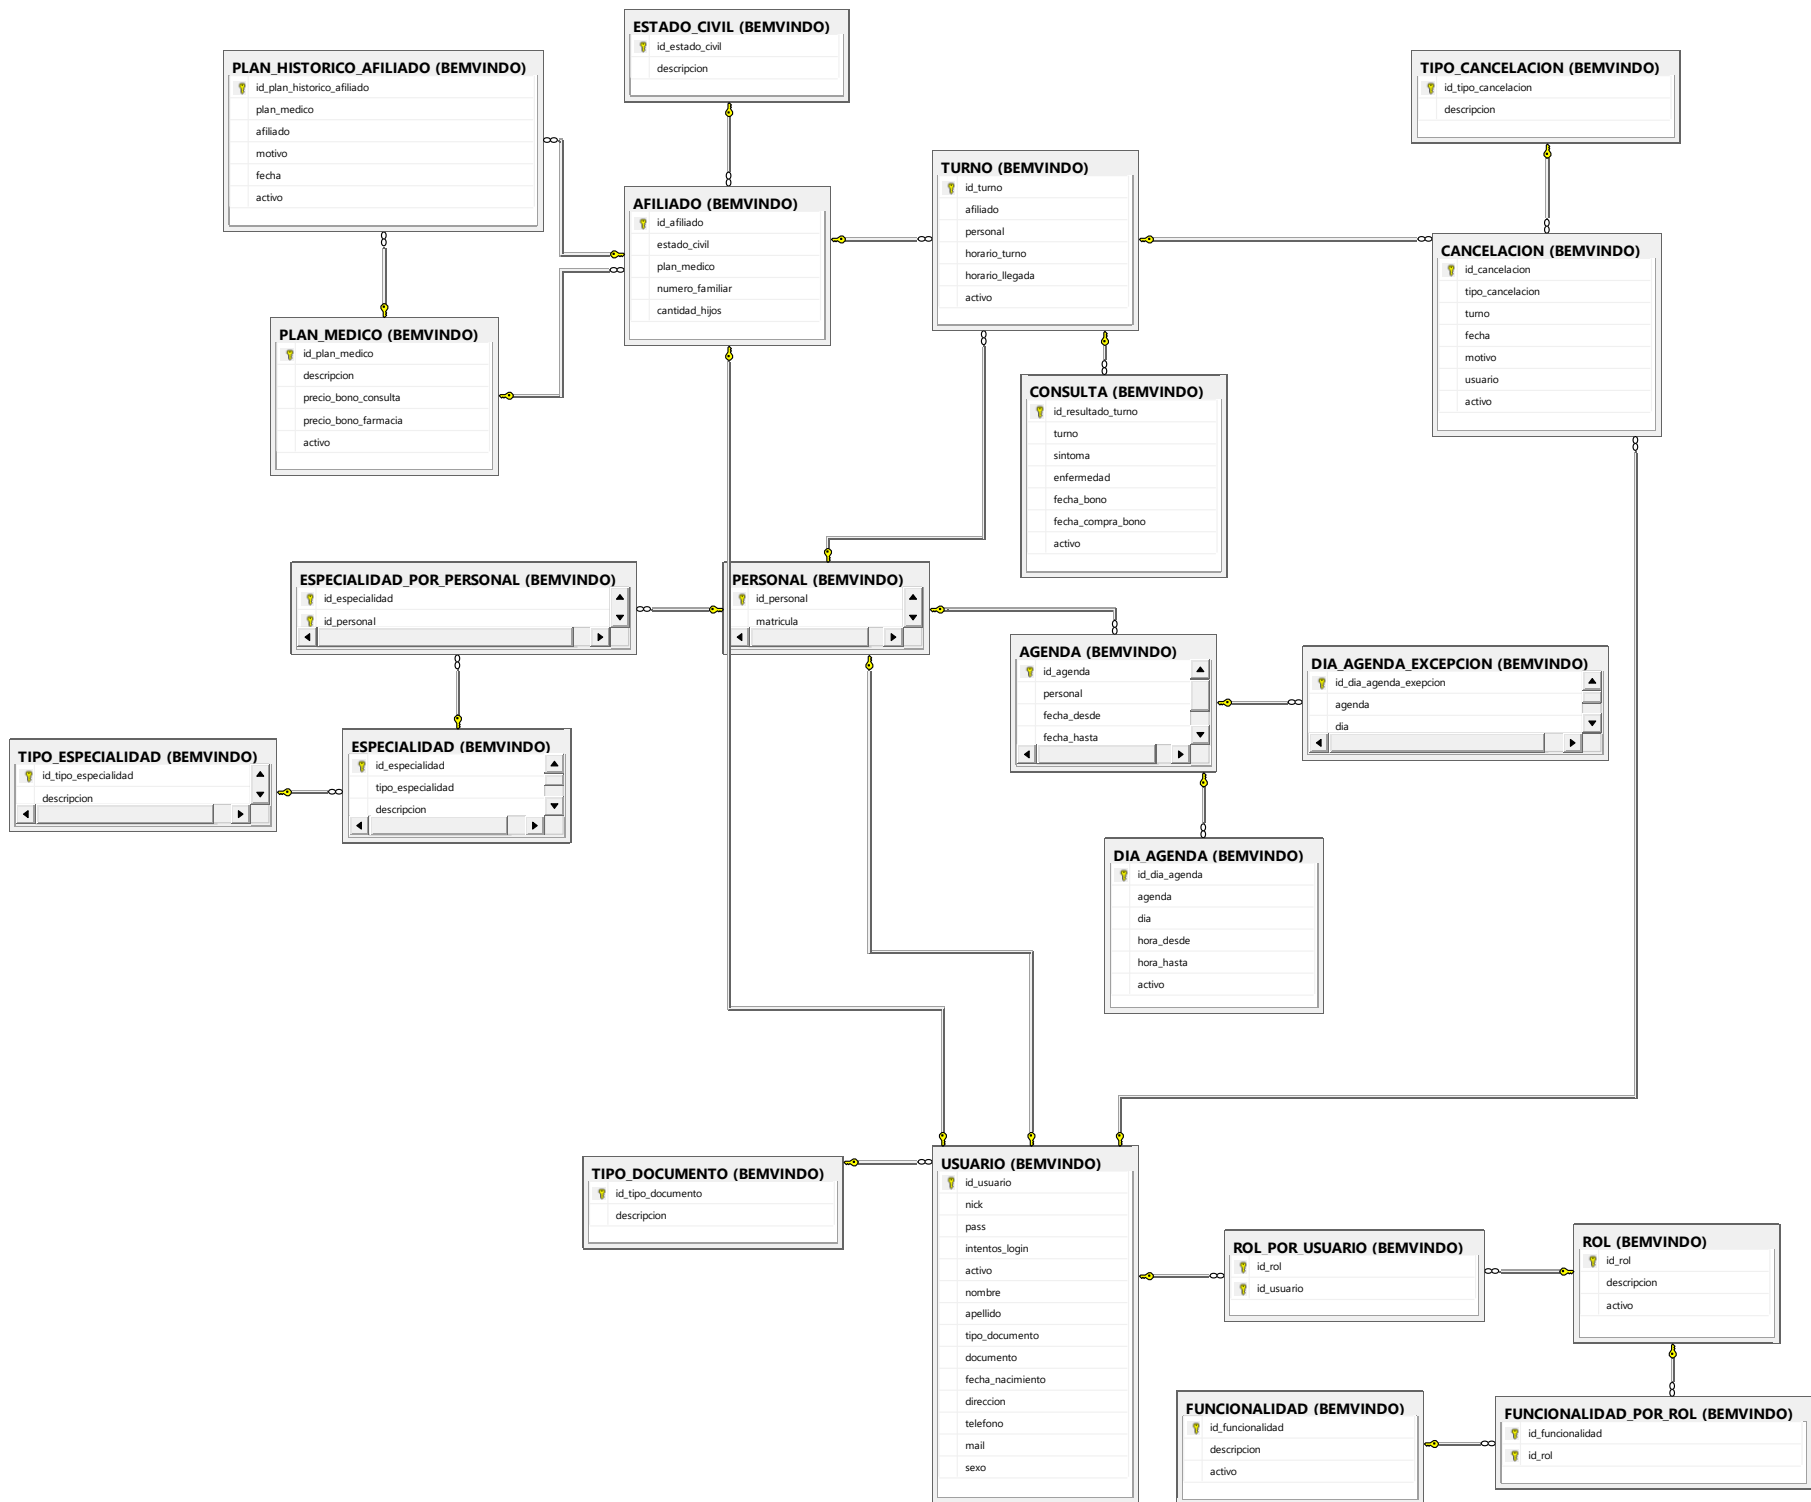 ESTADO_CIVIL (BEMVINDO)
id_estado_civil
descripcion
PLAN_HISTORICO_AFILIADO (BEMVINDO)
id_plan_historico_afiliado
plan_medico
afiliado
motivo
fecha
activo
TIPO_CANCELACION (BEMVINDO)
id_tipo_cancelacion
descripcion
TURNO (BEMVINDO)
id_turno
afiliado
personal
horario_turno
horario_llegada
activo
AFILIADO (BEMVINDO)
id_afiliado
estado_civil
plan_medico
numero_familiar
cantidad_hijos
CANCELACION (BEMVINDO)
id_cancelacion
tipo_cancelacion
turno
fecha
motivo
usuario
activo
PLAN_MEDICO (BEMVINDO)
id_plan_medico
descripcion
precio_bono_consulta
precio_bono_farmacia
activo
CONSULTA (BEMVINDO)
id_resultado_turno
turno
sintoma
enfermedad
fecha_bono
fecha_compra_bono
activo
ESPECIALIDAD_POR_PERSONAL (BEMVINDO)
id_especialidad
id_personal
PERSONAL (BEMVINDO)
id_personal
matricula
AGENDA (BEMVINDO)
id_agenda
personal
fecha_desde
fecha_hasta
DIA_AGENDA_EXCEPCION (BEMVINDO)
id_dia_agenda_exepcion
agenda
dia
TIPO_ESPECIALIDAD (BEMVINDO)
id_tipo_especialidad
descripcion
ESPECIALIDAD (BEMVINDO)
id_especialidad
tipo_especialidad
descripcion
DIA_AGENDA (BEMVINDO)
id_dia_agenda
agenda
dia
hora_desde
hora_hasta
activo
TIPO_DOCUMENTO (BEMVINDO)
id_tipo_documento
descripcion
USUARIO (BEMVINDO)
id_usuario
nick
pass
intentos_login
activo
nombre
apellido
tipo_documento
documento
fecha_nacimiento
direccion
telefono
mail
sexo
ROL_POR_USUARIO (BEMVINDO)
id_rol
id_usuario
ROL (BEMVINDO)
id_rol
descripcion
activo
FUNCIONALIDAD (BEMVINDO)
id_funcionalidad
descripcion
activo
FUNCIONALIDAD_POR_ROL (BEMVINDO)
id_funcionalidad
id_rol